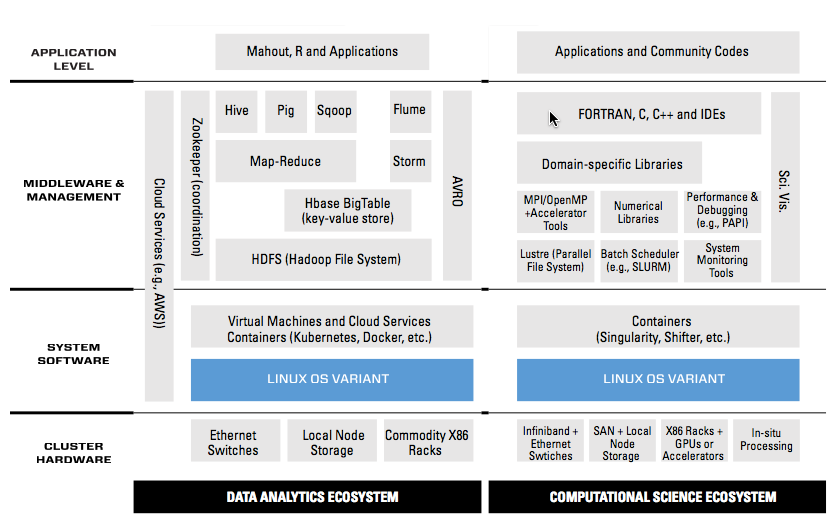 APPLICATION
LEVEL
Mahout, R and Applications
Applications and Community Codes
MIDDLEWARE &
MANAGEMENT
Cloud Services (e.g., AWS))
Zookeeper (coordination)
Hive
Pig
Sqoop
Flume
Map-Reduce
Storm
Hbase BigTable
(key-value store)
HDFS (Hadoop File System)
AVRO
FORTRAN, C, C++ and IDEs
Domain-specific Libraries
MPI/OpenMP
+Accelerator
Tools
Numerical
Libraries
Performance &
Debugging
(e.g., PAPI)
Lustre (Parallel
File System)
Batch Scheduler
(e.g., SLURM)
System
Monitoring
Tools
Sci. Vis.
SYSTEM
SOFTWARE
Virtual Machines and Cloud Services
Containers (Kubernetes, Docker, etc.)
LINUX OS VARIANT
Containers
(Singularity, Shifter, etc.)
LINUX OS VARIANT
CLUSTER
HARDWARE
Ethernet
Switches
Local Node
Storage
Commodity X86
Racks
Infiniband +
Ethernet
Swtiches
SAN + Local
Node
Storage
X86 Racks +
GPUs or
Accelerators
In-situ
Processing
DATA ANALYTICS ECOSYSTEM
COMPUTATIONAL SCIENCE ECOSYSTEM